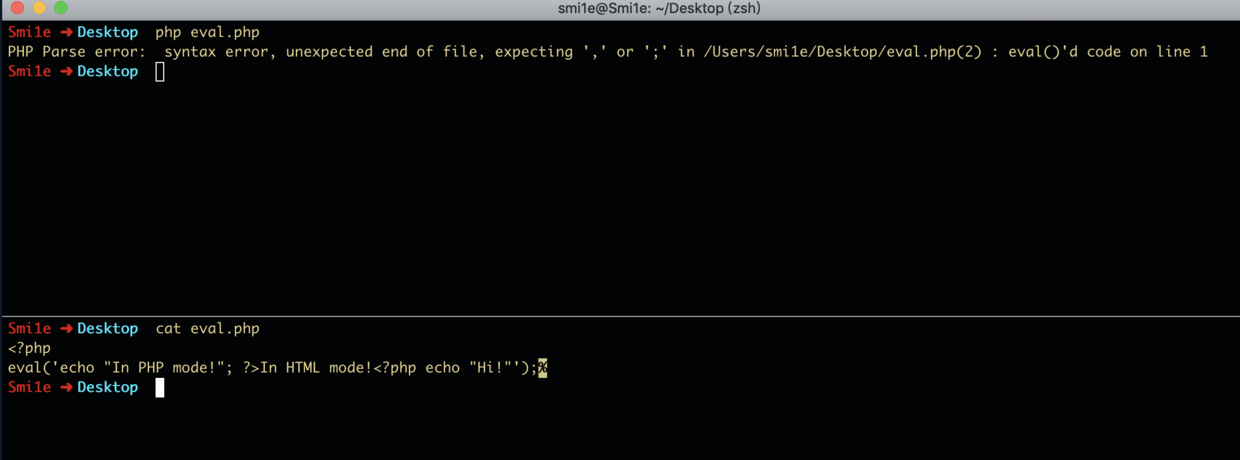 smi1e@Smi1e: ~/Desktop (zsh)
Smi1e ➜ Desktop php eval.php
PHP Parse error:  syntax error, unexpected end of file, expecting ',' or ';' in /Users/smi1e/Desktop/eval.php(2) : eval()'d code on line 1
Smi1e ➜ Desktop
Smi1e ➜ Desktop cat eval.php
<?php
eval('echo "In PHP mode!"; ?>In HTML mode!<?php echo "Hi!"');%
Smi1e ➜ Desktop